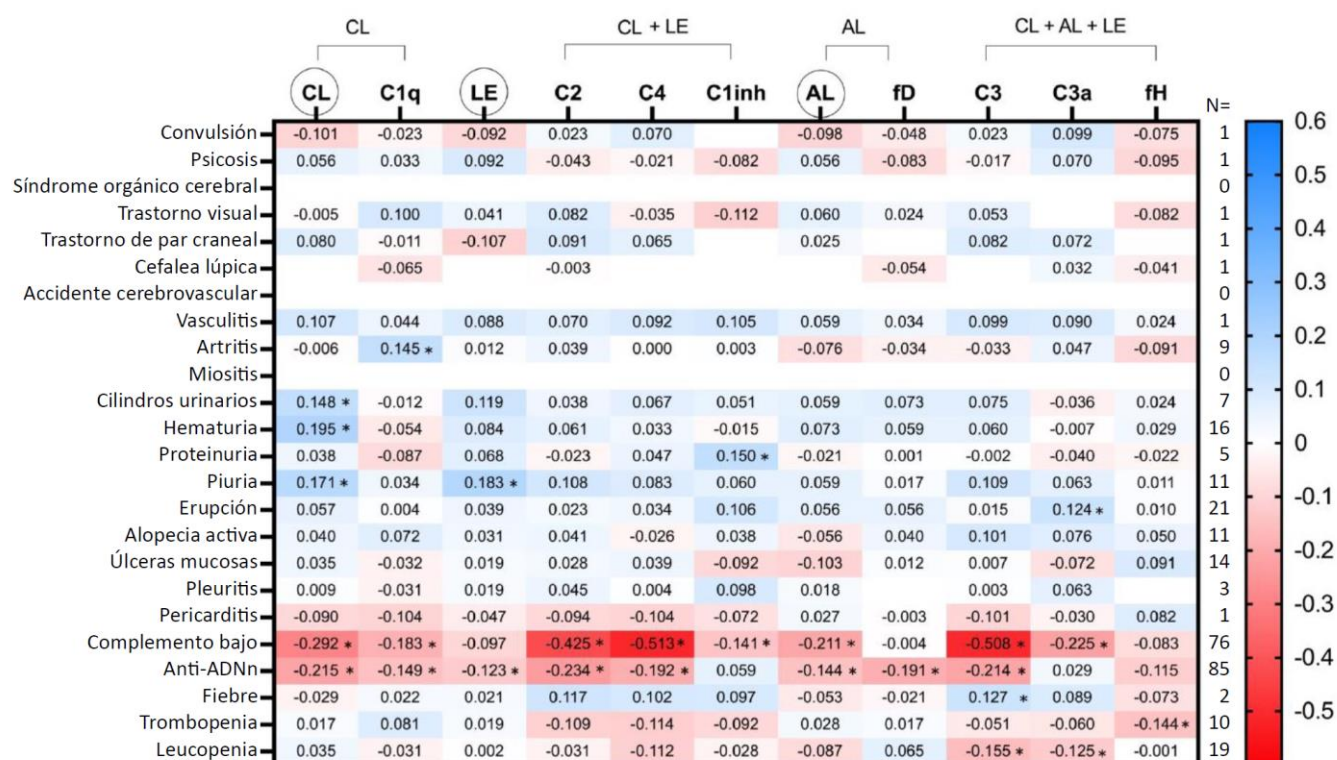 CL CL + LE AL CL + AL + LE
CL C1q LE C2 C4 C1inh AL fD C3 C3a fH N=
Convulsión -0.101 -0.023 -0.092 0.023 0.070 -0.098 -0.048 0.023 0.099 -0.075 1
Psicosis 0.056 0.033 0.092 -0.043 -0.021 -0.082 0.056 -0.083 -0.017 0.070 -0.095 1
Síndrome orgánico cerebral 0
Trastorno visual -0.005 0.100 0.041 0.082 -0.035 -0.112 0.060 0.024 0.053 -0.082 1
Trastorno de par craneal 0.080 -0.011 -0.107 0.091 0.065 0.025 0.082 0.072 1
Cefalea lúpica -0.065 -0.003 -0.054 0.032 -0.041 1
Accidente cerebrovascular 0
Vasculitis 0.107 0.044 0.088 0.070 0.092 0.105 0.059 0.034 0.099 0.090 0.024 1
Artritis -0.006 0.145 * 0.012 0.039 0.000 0.003 -0.076 -0.034 -0.033 0.047 -0.091 9
Miositis 0
Cilindros urinarios 0.148 * -0.012 0.119 0.038 0.067 0.051 0.059 0.073 0.075 -0.036 0.024 7
Hematuria 0.195 * -0.054 0.084 0.061 0.033 -0.015 0.073 0.059 0.060 -0.007 0.029 16
Proteinuria 0.038 -0.087 0.068 -0.023 0.047 0.150 * -0.021 0.001 -0.002 -0.040 -0.022 5
Piuria 0.171 * 0.034 0.183 * 0.108 0.083 0.060 0.059 0.017 0.109 0.063 0.011 11
Erupción 0.057 0.004 0.039 0.023 0.034 0.106 0.056 0.056 0.015 0.124 * 0.010 21
Alopecia activa 0.040 0.072 0.031 0.041 -0.026 0.038 -0.056 0.040 0.101 0.076 0.050 11
Úlceras mucosas 0.035 -0.032 0.019 0.028 0.039 -0.092 -0.103 0.012 0.007 -0.072 0.091 14
Pleuritis 0.009 -0.031 0.019 0.045 0.004 0.098 0.018 0.003 0.063 3
Pericarditis -0.090 -0.104 -0.047 -0.094 -0.104 -0.072 0.027 -0.003 -0.101 -0.030 0.082 1
Complemento bajo -0.292 * -0.183 * -0.097 -0.425 * -0.513 * -0.141 * -0.211 * -0.004 -0.508 * -0.225 * -0.083 76
Anti-ADNn -0.215 * -0.149 * -0.123 * -0.234 * -0.192 * 0.059 -0.144 * -0.191 * -0.214 * 0.029 -0.115 85
Fiebre -0.029 0.022 0.021 0.117 0.102 0.097 -0.053 -0.021 0.127 * 0.089 -0.073 2
Trombopenia 0.017 0.081 0.019 -0.109 -0.114 -0.092 0.028 0.017 -0.051 -0.060 -0.144 * 10
Leucopenia 0.035 -0.031 0.002 -0.031 -0.112 -0.028 -0.087 0.065 -0.155 * -0.125 * -0.001 19
0.6
0.5
0.4
0.3
0.2
0.1
0
-0.1
-0.2
-0.3
-0.4
-0.5